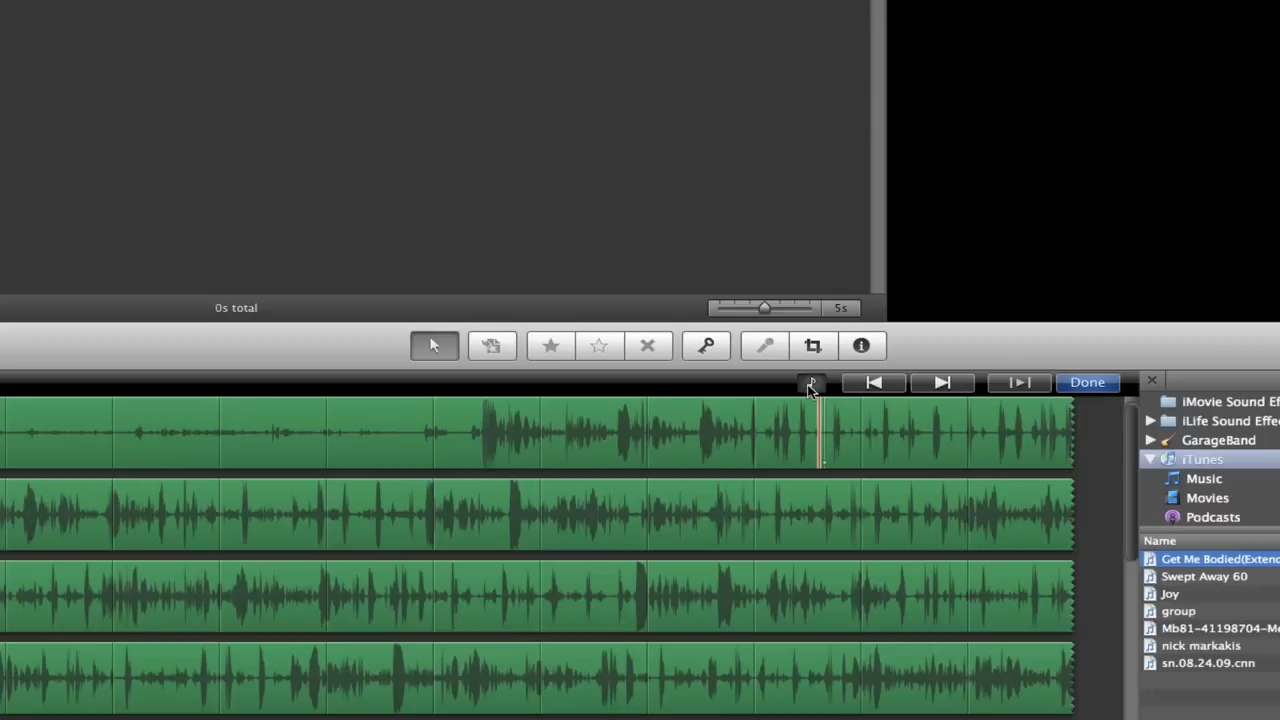 0s total
5s
Done
iMovie Sound Ef
iLife Sound Effe
GarageBand
iTunes
Music
Movies
Podcasts
Name
Get Me Bodied(Extend
Swept Away 60
Joy
group
Mb81-41198704-Me
nick markakis
sn.08.24.09.cnn